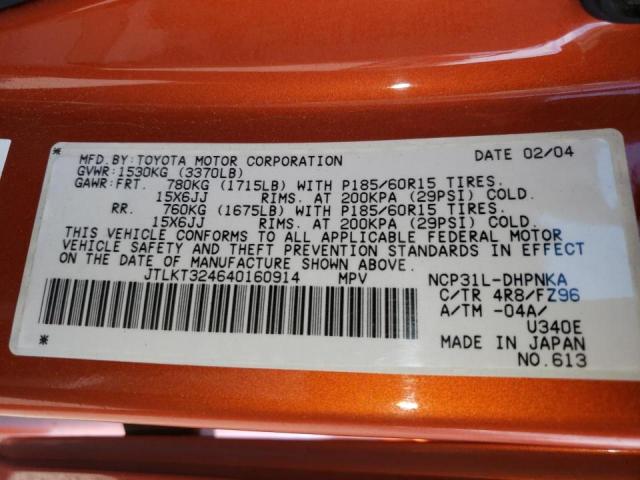 MFD.BY:TOYOTA MOTOR CORPORATION DATE 02/04
GVWR:1530KG (3370LB)
GAWR:FRT. 780KG (1715LB) WITH P185/60R15 TIRES.
15X6JJ RIMS. AT 200KPA (29PSI) COLD.
RR. 760KG (1675LB) WITH P185/60R15 TIRES.
15X6JJ RIMS. AT 200KPA (29PSI) COLD.
THIS VEHICLE CONFORMS TO ALL APPLICABLE FEDERAL MOTOR
VEHICLE SAFETY AND THEFT PREVENTION STANDARDS IN EFFECT
ON THE DATE OF MANUFACTURE SHOWN ABOVE.
JTLKT324640160914 MPV NCP31L-DHPNKA
C/TR 4R8/FZ96
A/TM -04A/
U340E
MADE IN JAPAN
NO.613